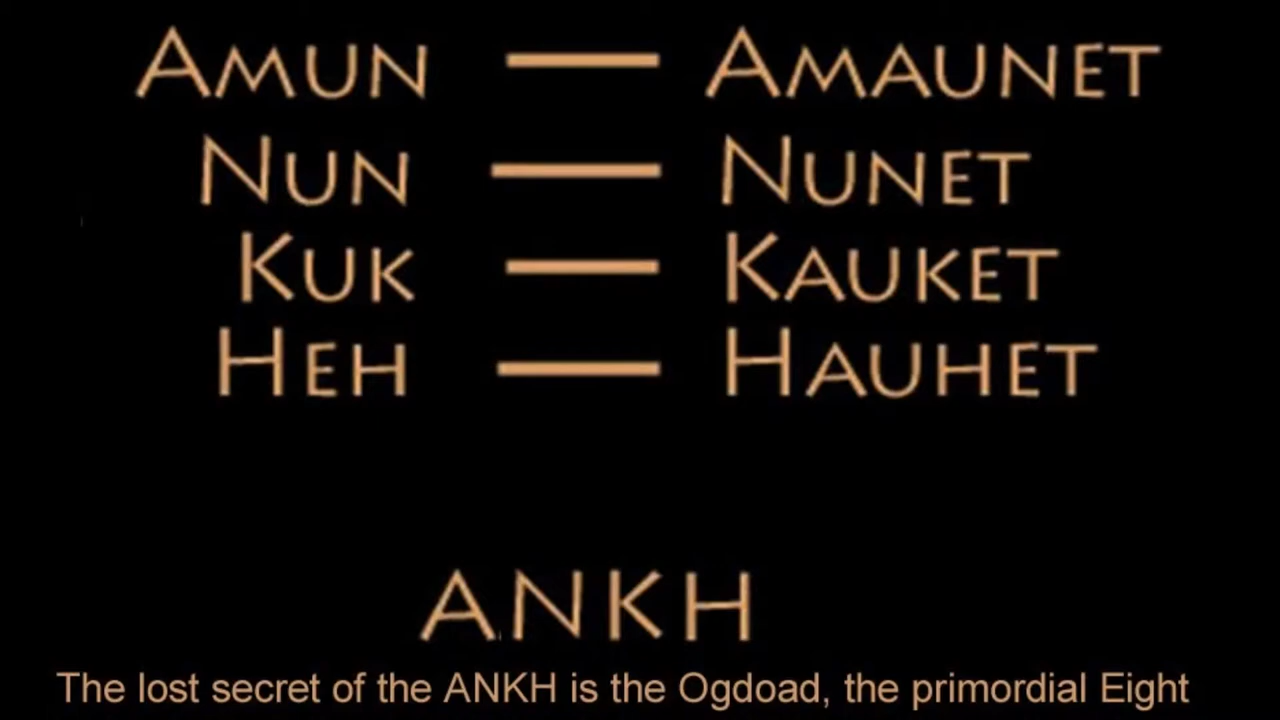 AMUN — AMAUNET
NUN — NUNET
KUK — KAUKET
HEH — HAUHET
ANKH
The lost secret of the ANKH is the Ogdoad, the primordial Eight